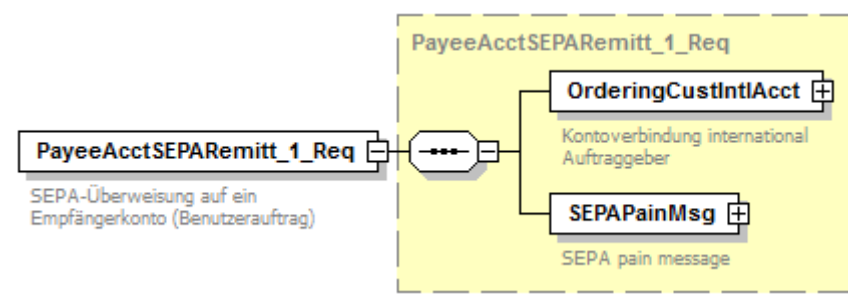 PayeeAcctSEPARemitt_1_Req
OrderingCustIntlAcct
Kontoverbindung international
Auftraggeber
PayeeAcctSEPARemitt_1_Req
SEPA-Überweisung auf ein
Empfängerkonto (Benutzerauftrag)
SEPAPainMsg
SEPA pain message